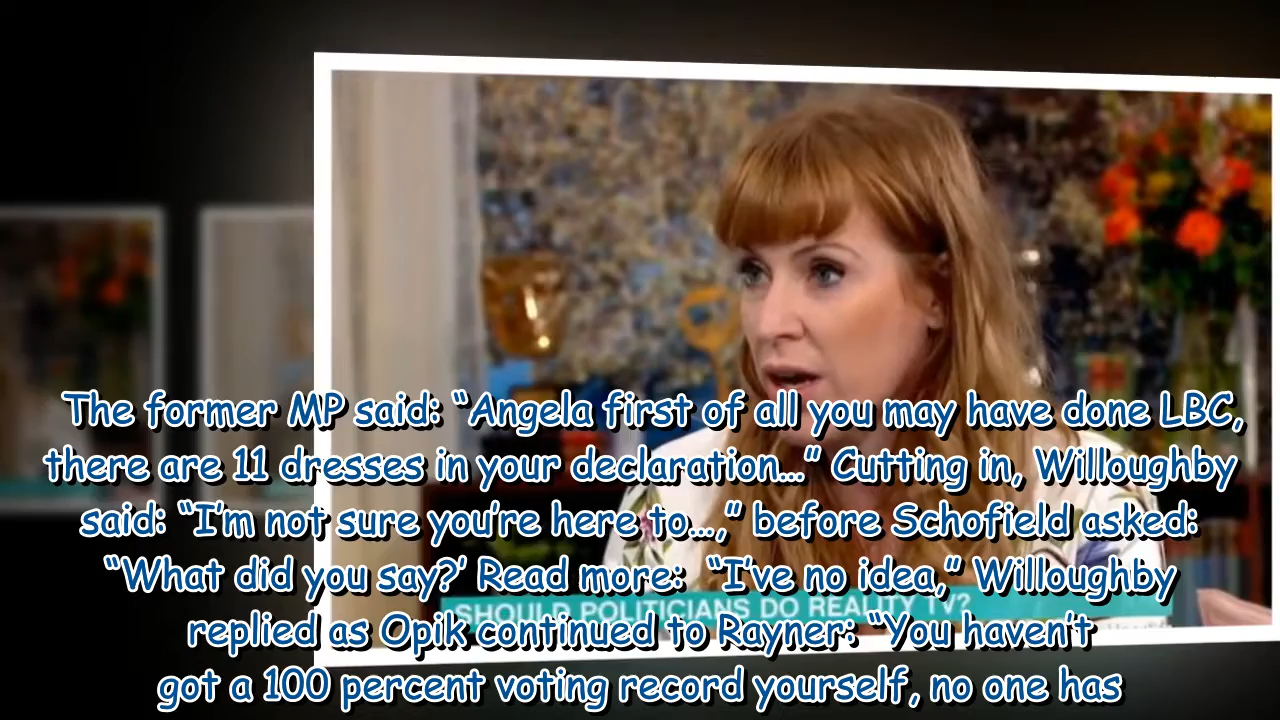 The former MP said: “Angela first of all you may have done LBC,
there are 11 dresses in your declaration...” Cutting in, Willoughby
said: “I’m not sure you’re here to...,” before Schofield asked:
“What did you say?’ Read more: “I’ve no idea,” Willoughby
SHOULD POLITICIANS DO REALITY TV?
replied as Opik continued to Rayner: “You haven’t
got a 100 percent voting record yourself, no one has